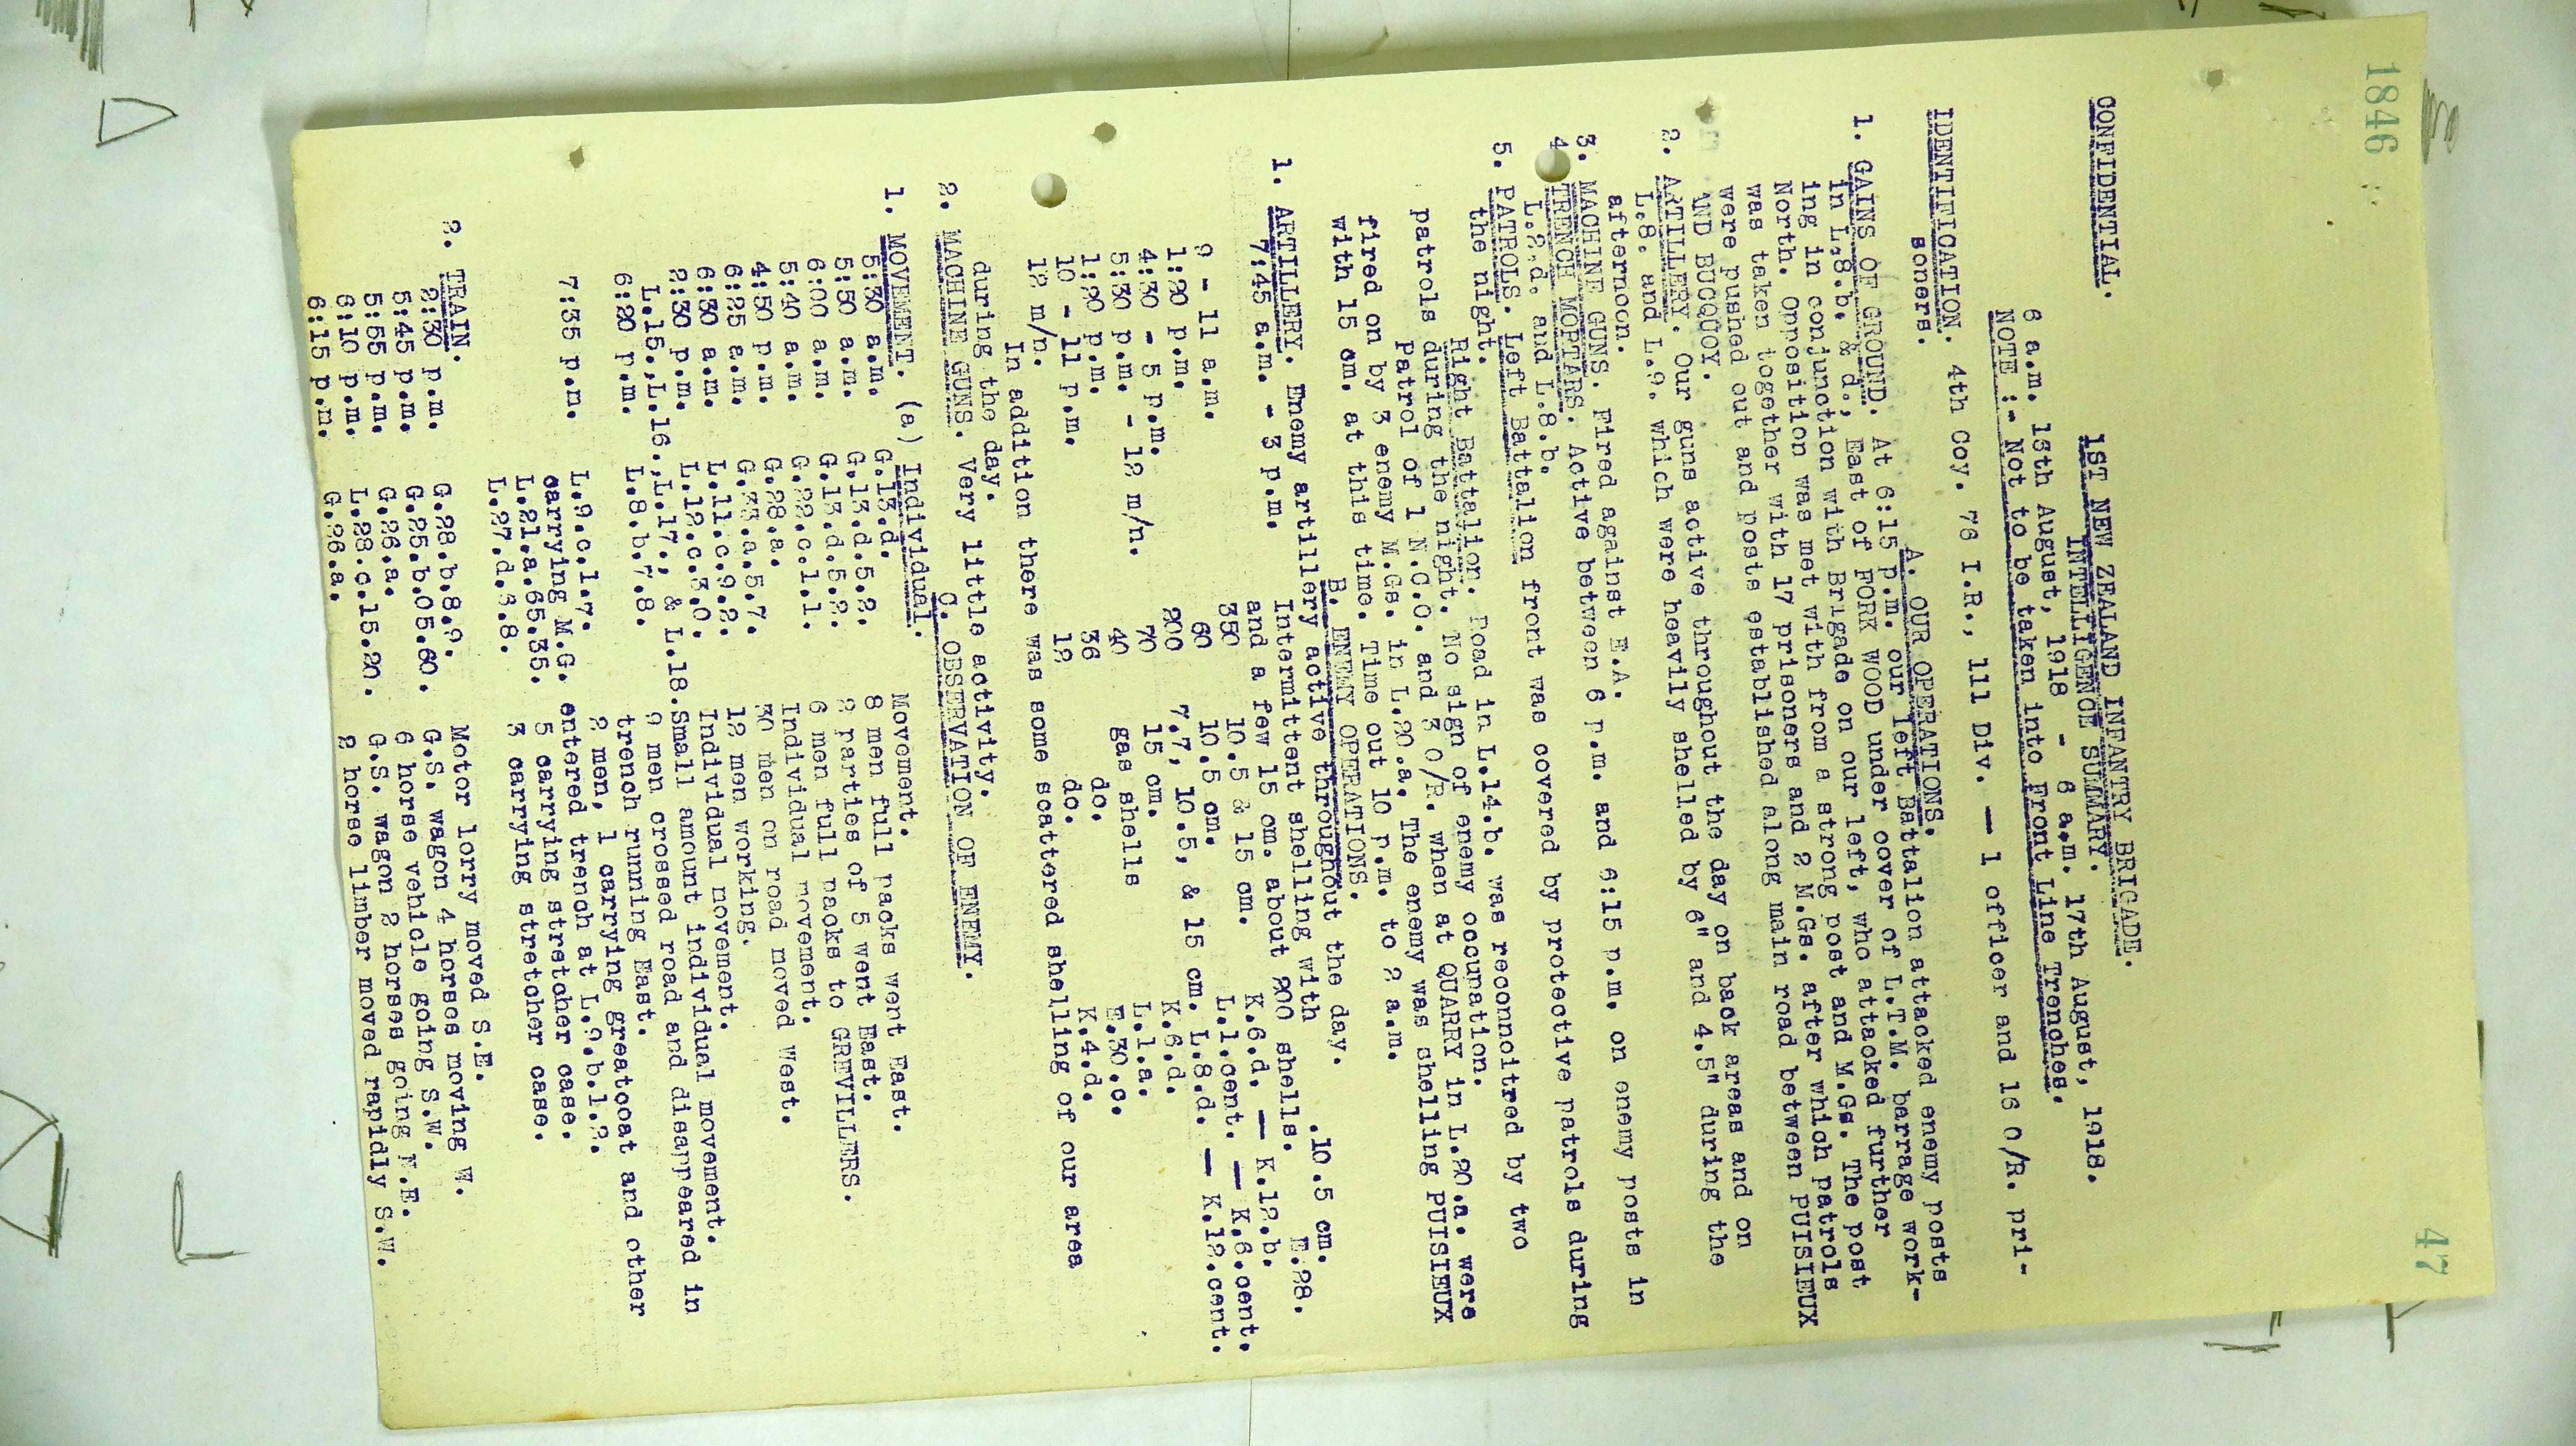 1846
47
CONFIDENTIAL.
1ST NEW ZEALAND INFANTRY BRIGADE.
INTELLIGENCE SUMMARY.
6 a.m. 16th August, 1918 - 6 a.m. 17th August, 1918.
NOTE :- Not to be taken into Front Line Trenches.
IDENTIFICATION. 4th Coy. 76 I.R., 111 Div. — 1 officer and 16 O/R. pri-
soners.
A. OUR OPERATIONS.
1. GAINS OF GROUND. At 6:15 p.m. our left Battalion attacked enemy posts
in L.8.b. & d., East of FORK WOOD under cover of L.T.M. barrage work-
ing in conjunction with Brigade on our left, who attacked further
North. Opposition was met with from a strong post and M.Gs. The post
was taken together with 17 prisoners and 2 M.Gs. after which patrols
were pushed out and posts established along main road between PUISIEUX
AND BUCQUOY.
2. ARTILLERY. Our guns active throughout the day on back areas and on
L.8. and L.9. which were heavily shelled by 6" and 4.5" during the
afternoon.
3. MACHINE GUNS. Fired against E.A.
4. TRENCH MORTARS. Active between 6 p.m. and 6:15 p.m. on enemy posts in
L.2.d. and L.8.b.
5. PATROLS. Left Battalion front was covered by protective patrols during
the night.
Right Battalion. Road in L.14.b. was reconnoitred by two
patrols during the night. No sign of enemy occupation.
Patrol of 1 N.C.O. and 3 O/R. when at QUARRY in L.20.a. were
fired on by 3 enemy M.Gs. in L.20.a. The enemy was shelling PUISIEUX
with 15 cm. at this time. Time out 10 p.m. to 2 a.m.
B. ENEMY OPERATIONS.
1. ARTILLERY. Enemy artillery active throughout the day.
7:45 a.m. - 3 p.m. Intermittent shelling with 10.5 cm.
and a few 15 cm. about 200 shells. E.28.
9 - 11 a.m. 350 10.5 & 15 cm. K.6.d. — K.12.b.
1:20 p.m. 60 10.5 cm. L.1.cent. — K.6.cent.
4:30 - 5 p.m. 200 7.7, 10.5, & 15 cm. L.8.d. — K.12.cent.
5:30 p.m. - 12 m/n. 70 15 cm. K.6.d.
1:20 p.m. 40 gas shells L.1.a.
10 - 11 p.m. 36 do. E.30.c.
12 m/n. 12 do. K.4.d.
In addition there was some scattered shelling of our area
during the day.
2. MACHINE GUNS. Very little activity.
C. OBSERVATION OF ENEMY.
1. MOVEMENT. (a) Individual. Movement.
5:30 a.m. G.13.d. 8 men full packs went East.
5:50 a.m. G.13.d.5.2. 2 parties of 5 went East.
6:00 a.m. G.13.d.5.2. 6 men full packs to GREVILLERS.
5:40 a.m. G.22.c.1.1. Individual movement.
4:50 p.m. G.28.a. 30 men on road moved West.
6:25 a.m. G.33.a.5.7. 12 men working.
6:30 a.m. L.11.c.9.2. Individual movement.
2:30 p.m. L.12.c.3.0. Individual movement.
L.15., L.16., L.17., & L.18. Small amount individual movement.
6:20 p.m. L.8.b.7.8. 9 men crossed road and disappeared in
trench running East.
7:35 p.m. L.9.c.1.7. 2 men, 1 carrying greatcoat and other
carrying M.G. entered trench at L.9.b.1.2.
L.21.a.65.35. 5 carrying stretcher case.
L.27.d.3.8. 3 carrying stretcher case.
2. TRAIN.
2:30 p.m. G.28.b.8.9. Motor lorry moved S.E.
5:45 p.m. G.25.b.05.60. G.S. wagon 4 horses moving W.
5:55 p.m. G.26.a. 6 horse vehicle going S.W.
6:10 p.m. L.28.c.15.20. G.S. wagon 2 horses going N.E.
6:15 p.m. G.26.a. 2 horse limber moved rapidly S.W.